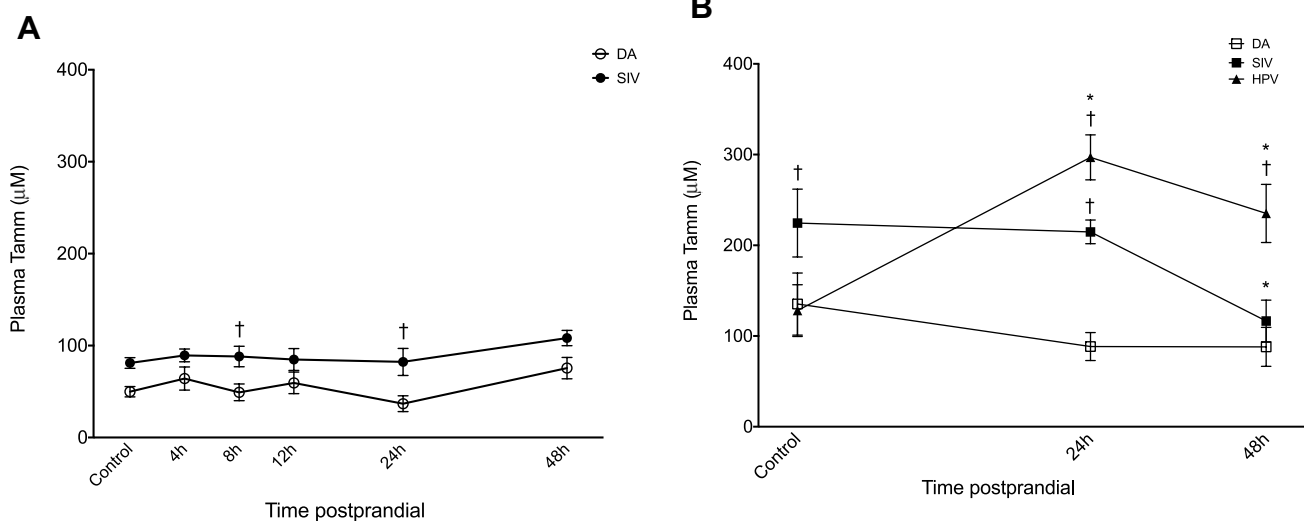 A
DA
SIV
400
300
200
100
0
Plasma Tamm (μM)
†
†
Control
4h
8h
12h
24h
48h
Time postprandial
B
DA
SIV
HPV
400
300
200
100
0
Plasma Tamm (μM)
†
*
†
†
*
†
*
Control
24h
48h
Time postprandial